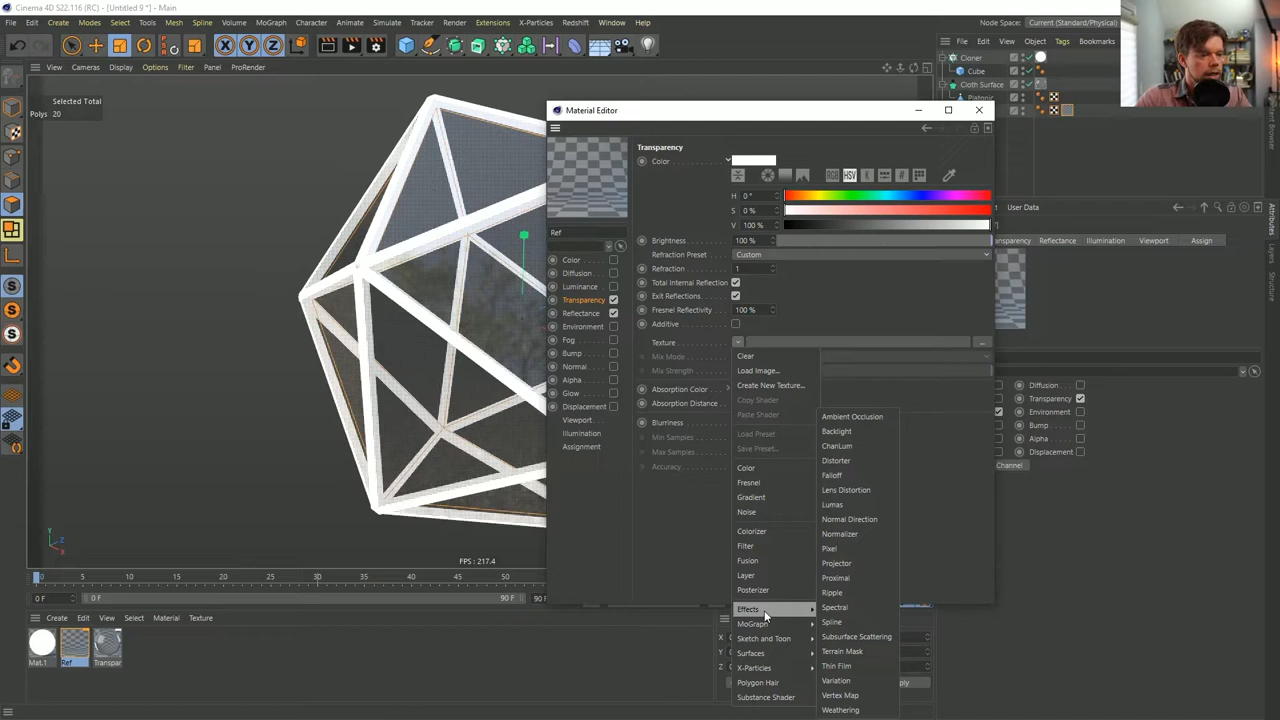 Cinema 4D S22.116 (RC) - [Untitled 9 *] - Main
File Edit Create Modes Select Tools Mesh Spline Volume MoGraph Character Animate Simulate Tracker Render Extensions X-Particles Redshift Window Help
Node Space: Current (Standard/Physical)
View Cameras Display Options Filter Panel ProRender
File Edit View Object Tags Bookmarks
Cloner
Cube
Cloth Surface
Platonic
Selected Total
Polys 20
Material Editor
Transparency
Color
RGB HSV K
H 0 °
S 0 %
V 100 %
Ref
Brightness 100 %
Refraction Preset Custom
Refraction 1
Total Internal Reflection
Exit Reflections
Fresnel Reflectivity 100 %
Additive
Texture ...
Mix Mode
Mix Strength
Absorption Color
Absorption Distance
Blurriness
Min Samples
Max Samples
Accuracy
Color
Diffusion
Luminance
Transparency
Reflectance
Environment
Fog
Bump
Normal
Alpha
Glow
Displacement
Viewport
Illumination
Assignment
Clear
Load Image...
Create New Texture...
Copy Shader
Paste Shader
Load Preset
Save Preset...
Color
Fresnel
Gradient
Noise
Colorizer
Filter
Fusion
Layer
Posterizer
Effects
MoGraph
Sketch and Toon
Surfaces
X-Particles
Polygon Hair
Substance Shader
Ambient Occlusion
Backlight
ChanLum
Distorter
Falloff
Lens Distortion
Lumas
Normal Direction
Normalizer
Pixel
Projector
Proximal
Ripple
Spectral
Spline
Subsurface Scattering
Terrain Mask
Thin Film
Variation
Vertex Map
Weathering
User Data
Reflectance Illumination Viewport Assign
Diffusion
Transparency
Environment
Bump
Alpha
Displacement
Channel
Attributes
Layers
Structure
Content Browser
Y
Z
X
FPS : 217.4
0 5 10 15 20 25 30 35 40 45 50
0 F 0 F 90 F
Create Edit View Select Material Texture
Mat.1 Ref Transpar
X
Y
Z